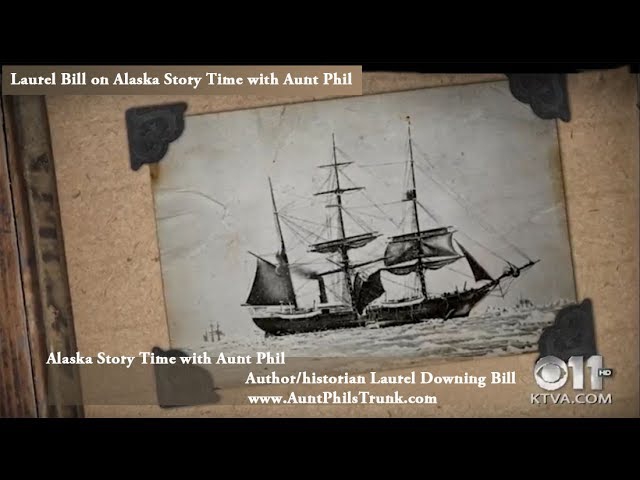 Laurel Bill on Alaska Story Time with Aunt Phil
Alaska Story Time with Aunt Phil
Author/historian Laurel Downing Bill
www.AuntPhilsTrunk.com
11 HD
KTVA.COM